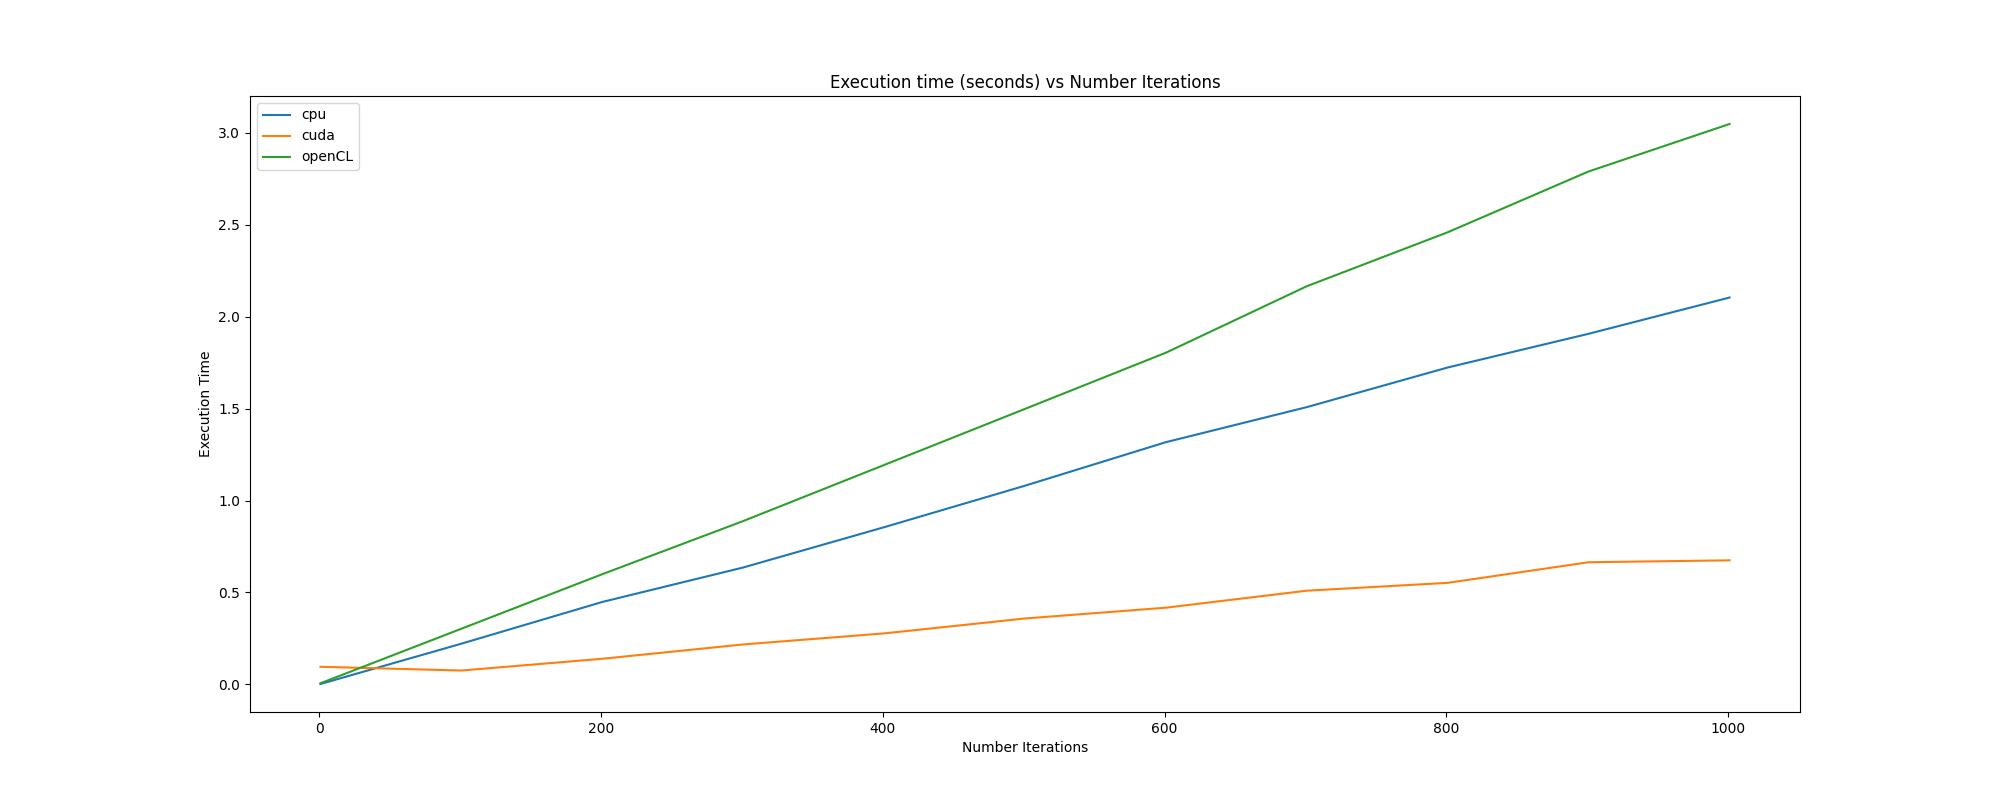 Execution time (seconds) vs Number Iterations
cpu
cuda
openCL
3.0
2.5
2.0
1.5
1.0
0.5
0.0
Execution Time
0 200 400 600 800 1000
Number Iterations